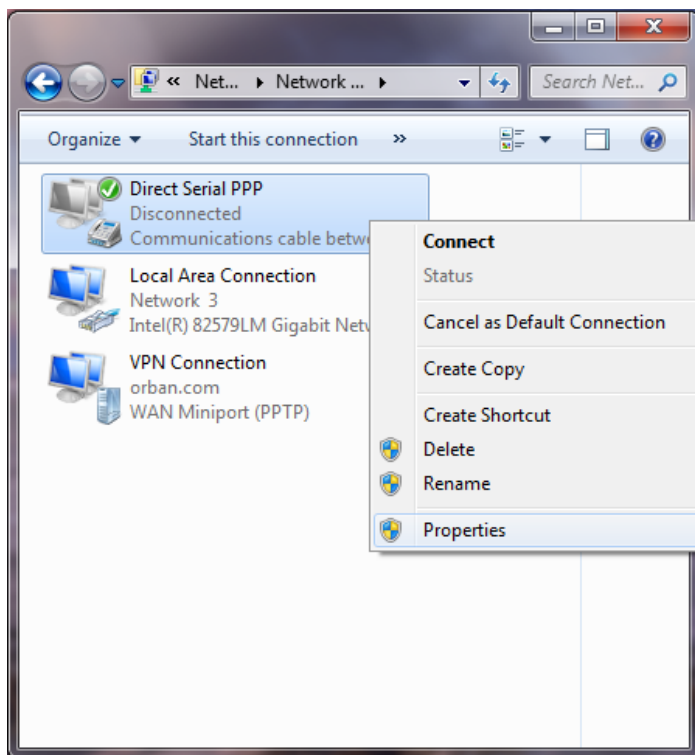 « Net... Network ...
Search Net...
Organize
Start this connection
»
Direct Serial PPP
Disconnected
Communications cable betw
Local Area Connection
Network 3
Intel(R) 82579LM Gigabit Netw
VPN Connection
orban.com
WAN Miniport (PPTP)
Connect
Status
Cancel as Default Connection
Create Copy
Create Shortcut
Delete
Rename
Properties